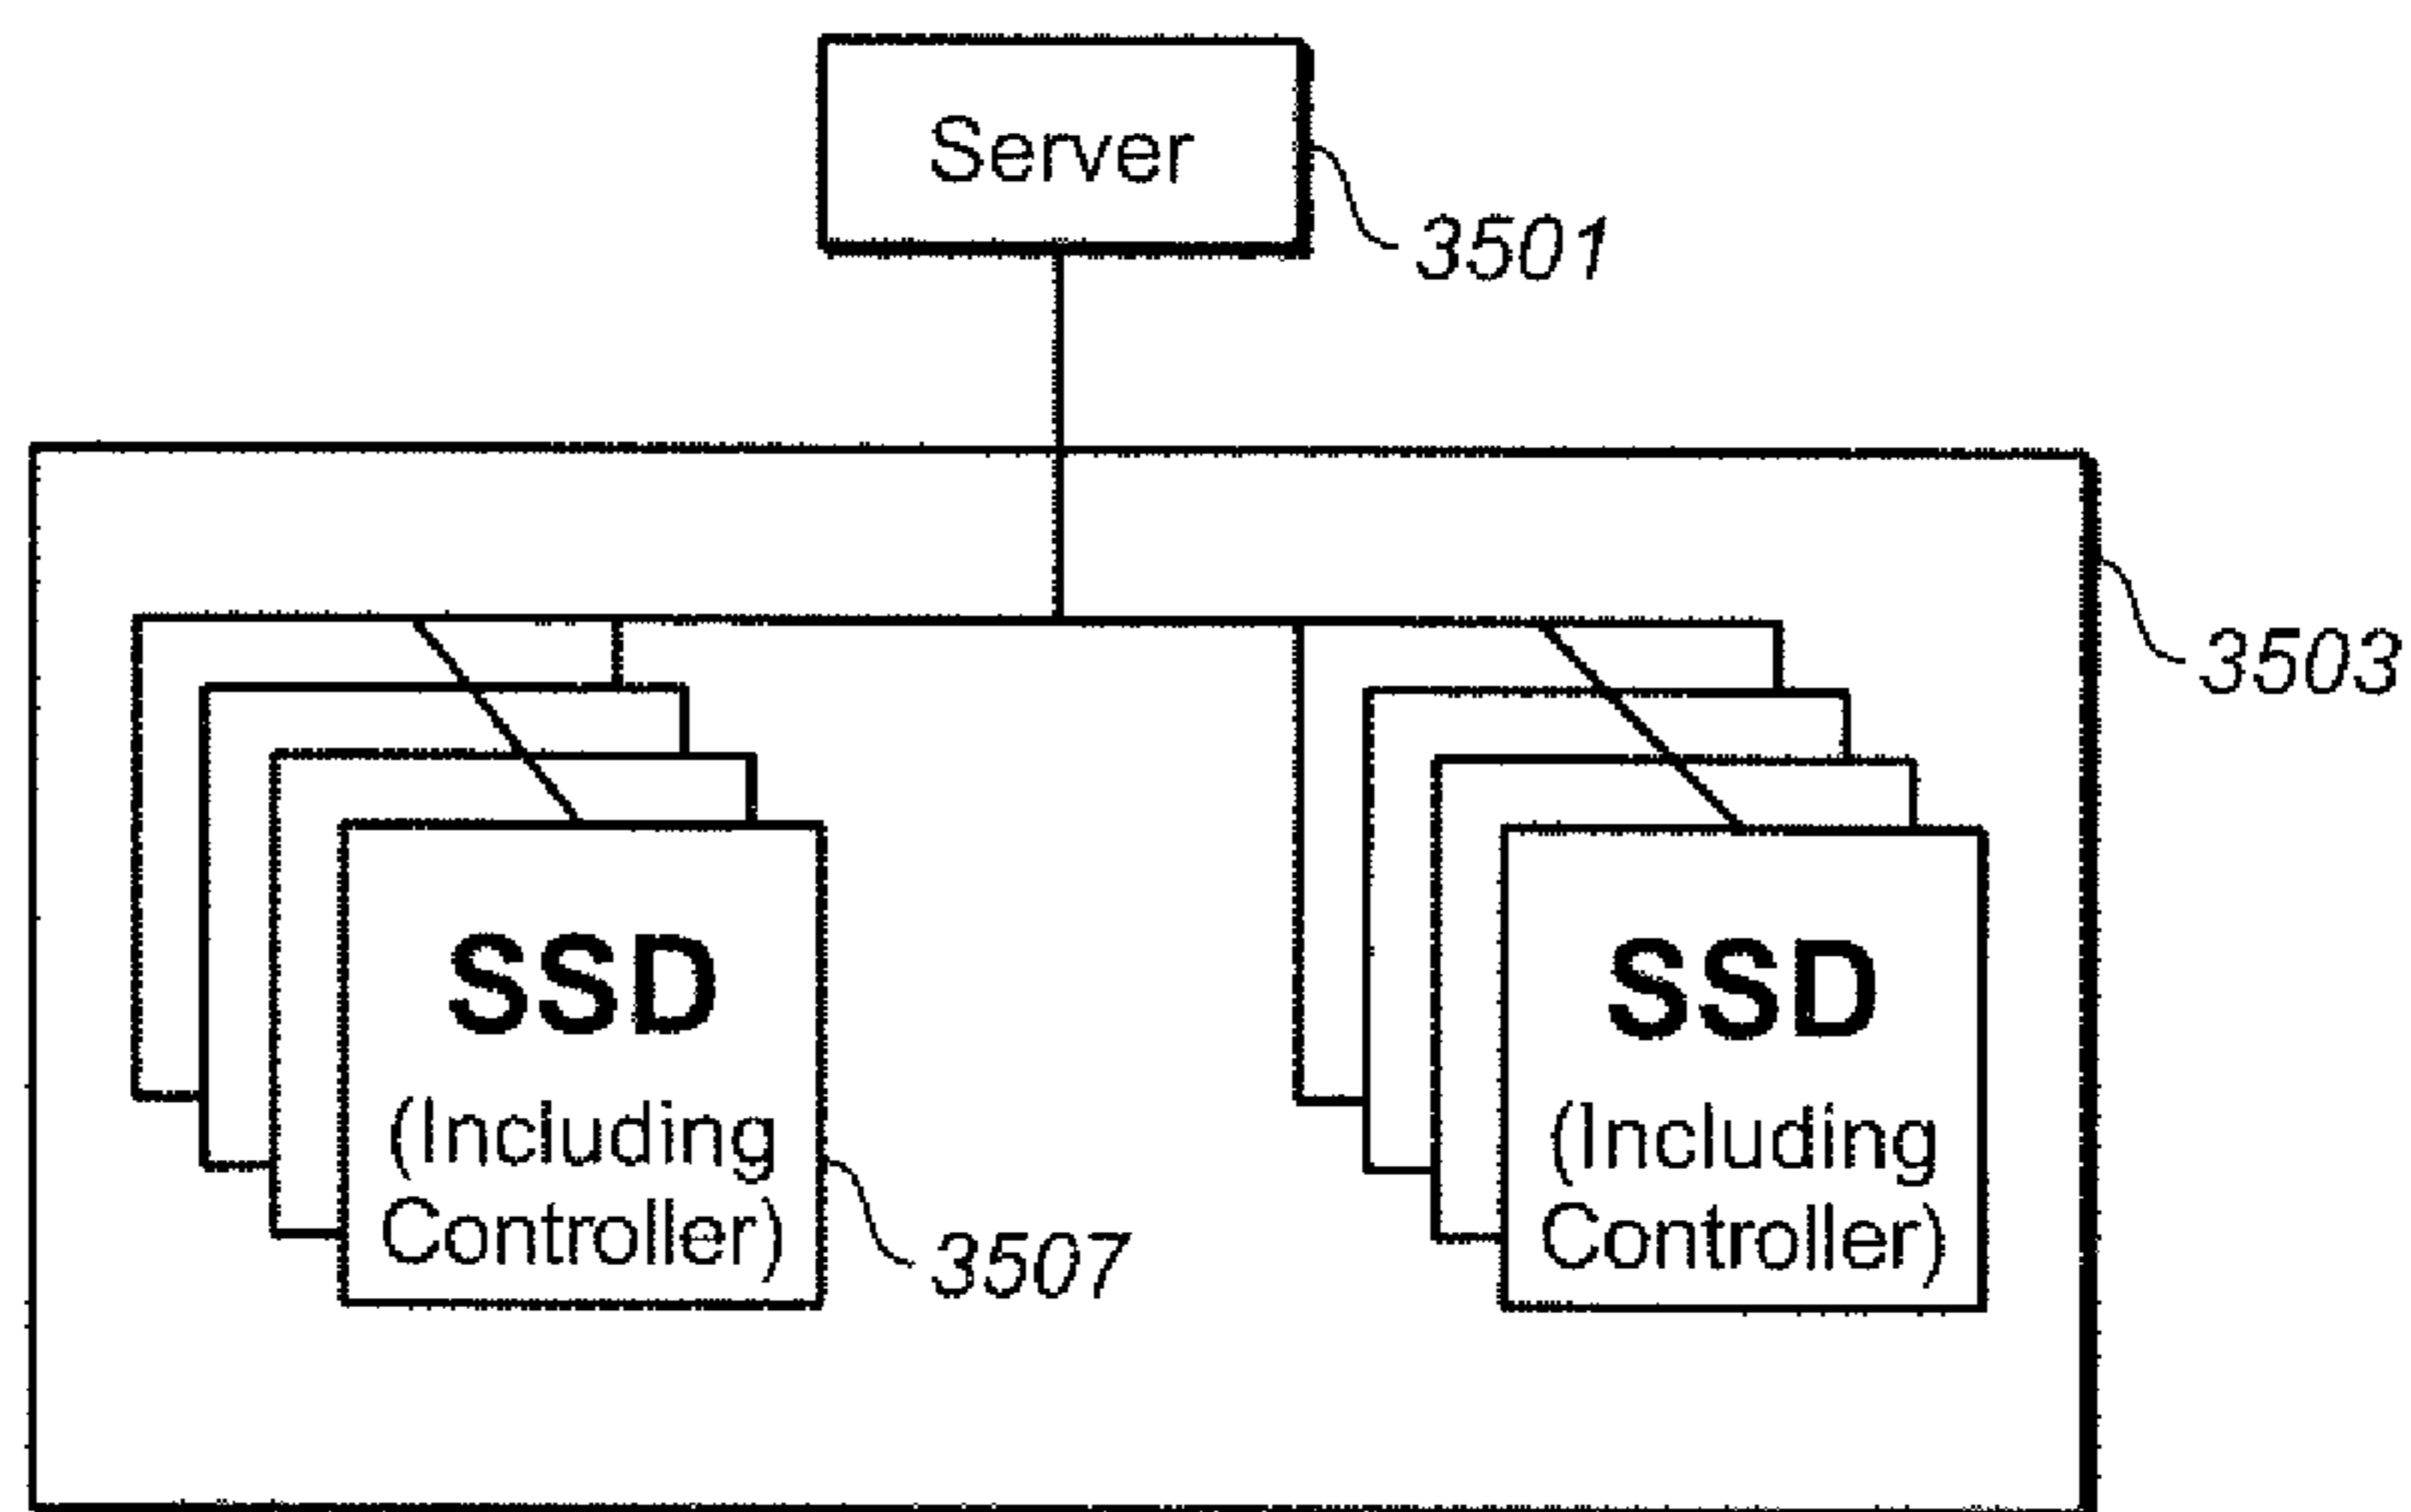 Server
3501
3503
SSD
(Including
Controller)
3507
SSD
(Including
Controller)